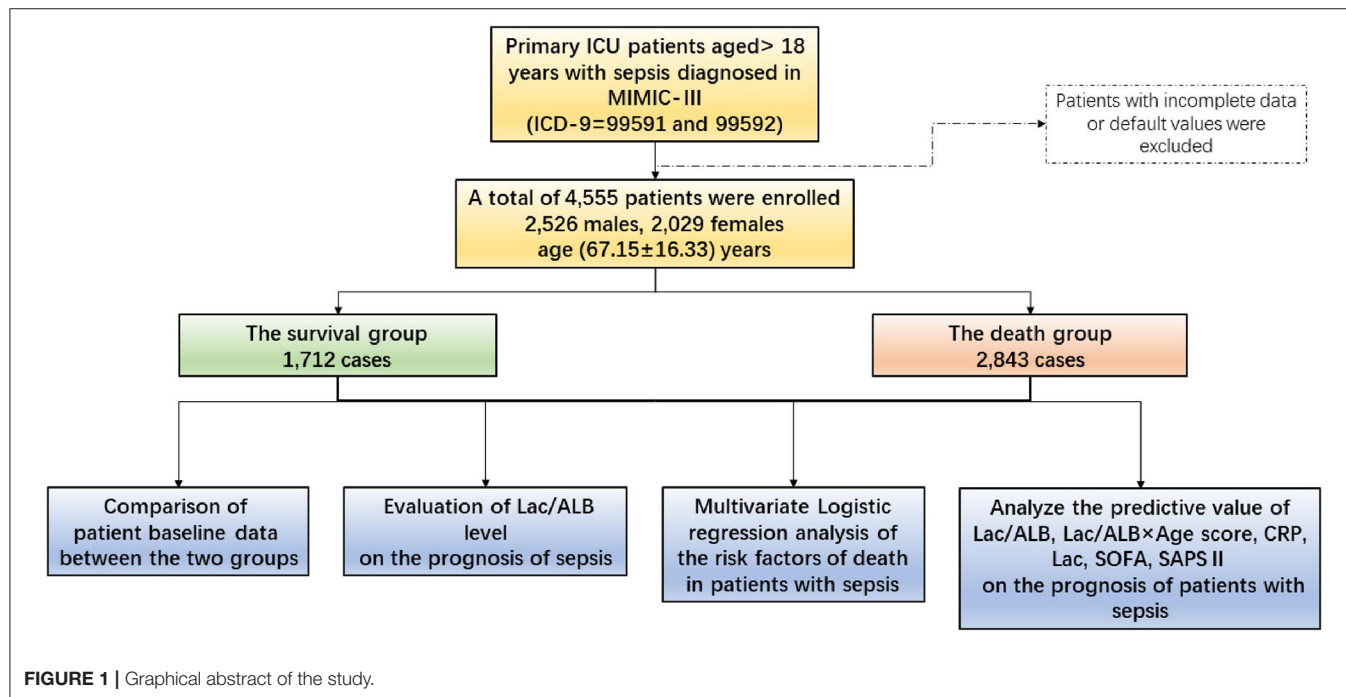 Primary ICU patients aged> 18
years with sepsis diagnosed in
MIMIC-III
(ICD-9=99591 and 99592)
Patients with incomplete data
or default values were
excluded
A total of 4,555 patients were enrolled
2,526 males, 2,029 females
age (67.15±16.33) years
The survival group
1,712 cases
The death group
2,843 cases
Comparison of
patient baseline data
between the two groups
Evaluation of Lac/ALB
level
on the prognosis of sepsis
Multivariate Logistic
regression analysis of
the risk factors of death
in patients with sepsis
Analyze the predictive value of
Lac/ALB, Lac/ALB×Age score, CRP,
Lac, SOFA, SAPS II
on the prognosis of patients with
sepsis
FIGURE 1 | Graphical abstract of the study.